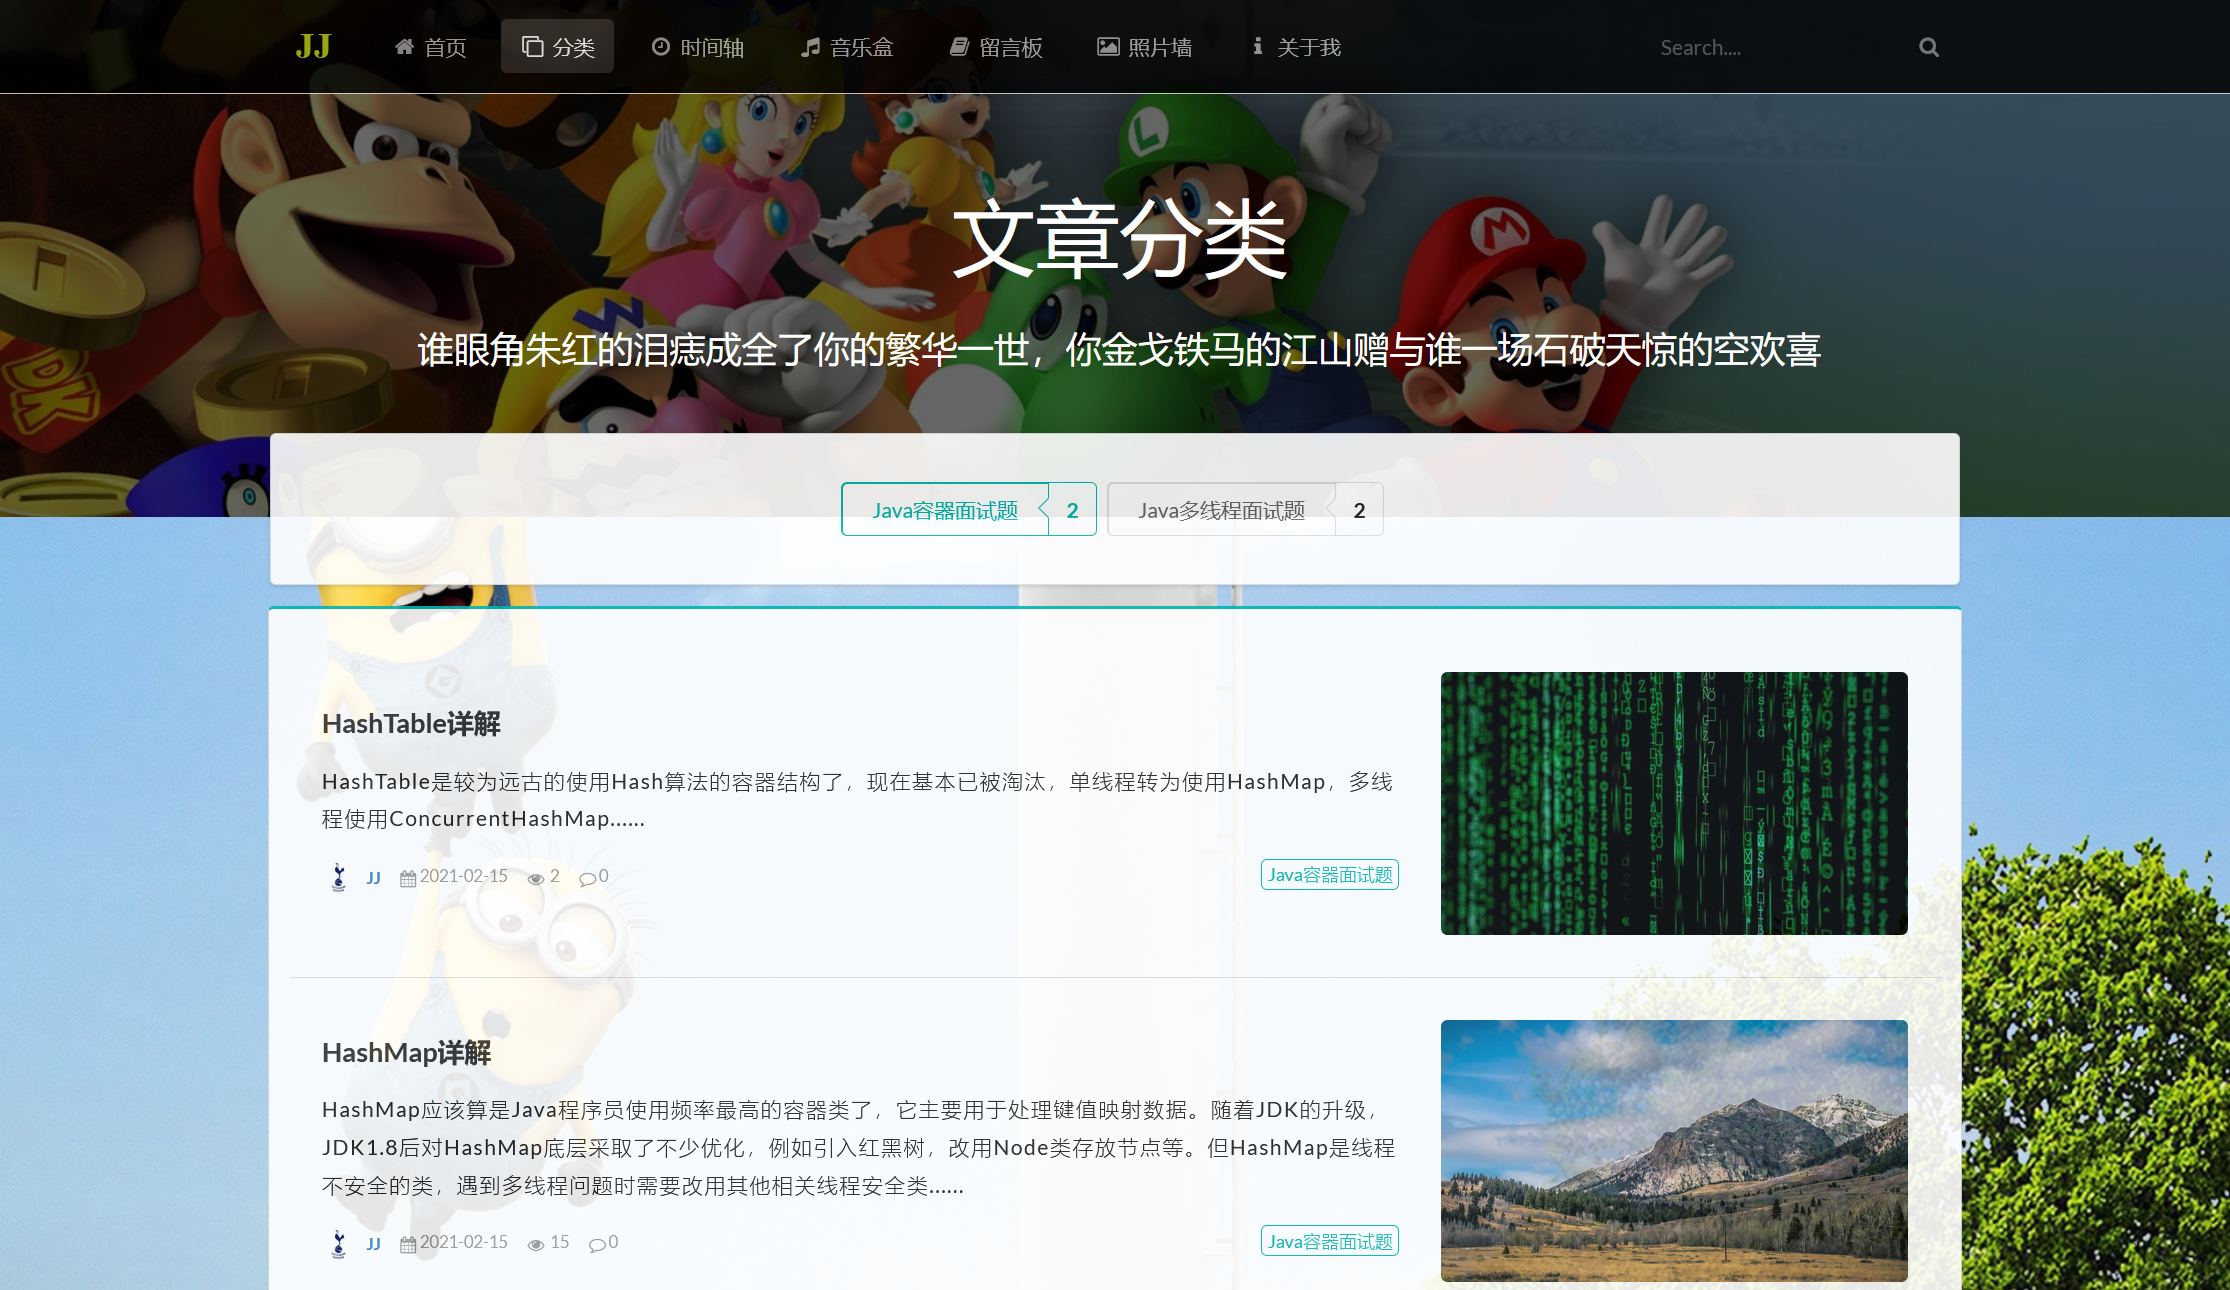 JJ 首页 分类 时间轴 音乐盒 留言板 照片墙 关于我 Search....
文章分类
谁眼角朱红的泪痣成全了你的繁华一世，你金戈铁马的江山赠与谁一场石破天惊的空欢喜
Java容器面试题 2 Java多线程面试题 2
HashTable详解
HashTable是较为远古的使用Hash算法的容器结构了，现在基本已被淘汰，单线程转为使用HashMap，多线
程使用ConcurrentHashMap......
JJ 2021-02-15 2 0 Java容器面试题
HashMap详解
HashMap应该算是Java程序员使用频率最高的容器类了，它主要用于处理键值映射数据。随着JDK的升级，
JDK1.8后对HashMap底层采取了不少优化，例如引入红黑树，改用Node类存放节点等。但HashMap是线程
不安全的类，遇到多线程问题时需要改用其他相关线程安全类......
JJ 2021-02-15 15 0 Java容器面试题
L
M
W
DK